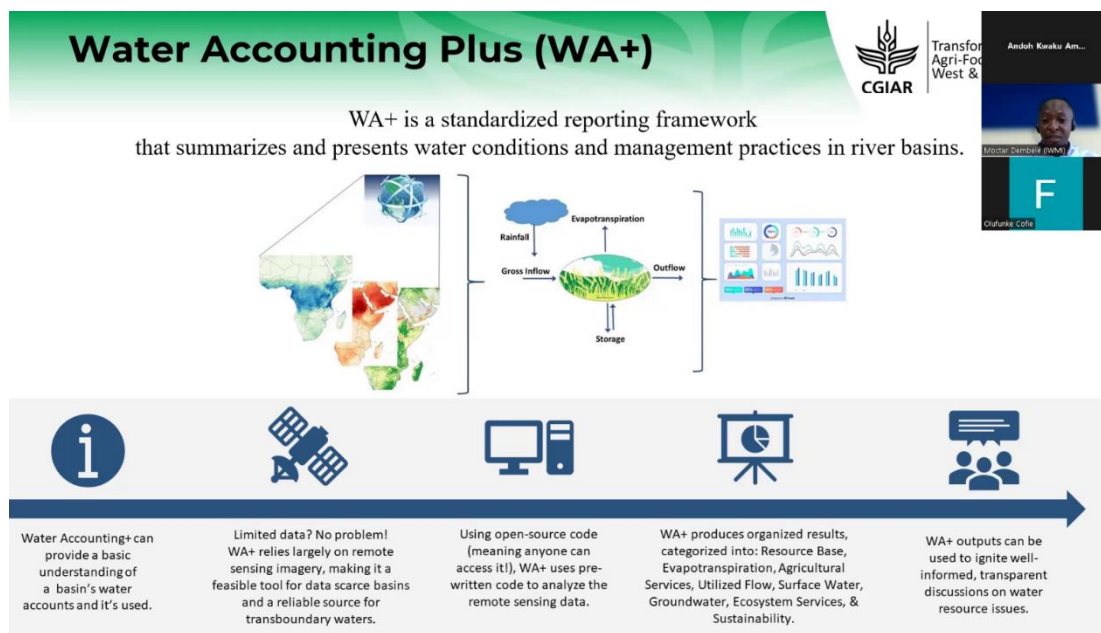 Water Accounting Plus (WA+)
CGIAR
Transfor
Agri-Foo
West &
Andoh Kwaku Am...
Moctar Dembélé (IWMI)
F
Olufunke Cofie
WA+ is a standardized reporting framework
that summarizes and presents water conditions and management practices in river basins.
Evapotranspiration
Rainfall
Gross Inflow
Outflow
Storage
Water Accounting+ can
provide a basic
understanding of
a basin's water
accounts and it's used.
Limited data? No problem!
WA+ relies largely on remote
sensing imagery, making it a
feasible tool for data scarce basins
and a reliable source for
transboundary waters.
Using open-source code
(meaning anyone can
access it!), WA+ uses pre-
written code to analyze the
remote sensing data.
WA+ produces organized results,
categorized into: Resource Base,
Evapotranspiration, Agricultural
Services, Utilized Flow, Surface Water,
Groundwater, Ecosystem Services, &
Sustainability.
WA+ outputs can be
used to ignite well-
informed, transparent
discussions on water
resource issues.